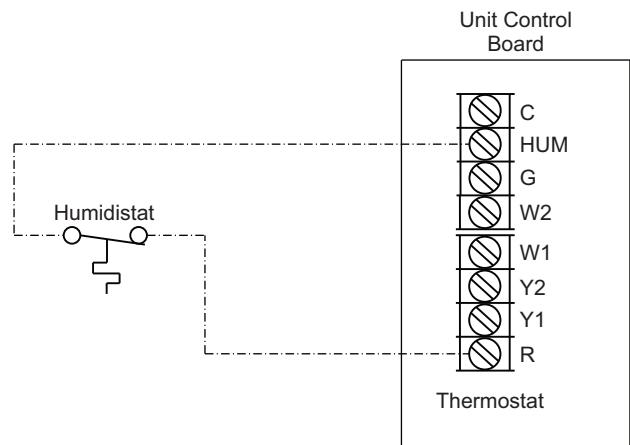 Unit Control
Board
C
HUM
G
W2
Humidistat
W1
Y2
Y1
R
Thermostat